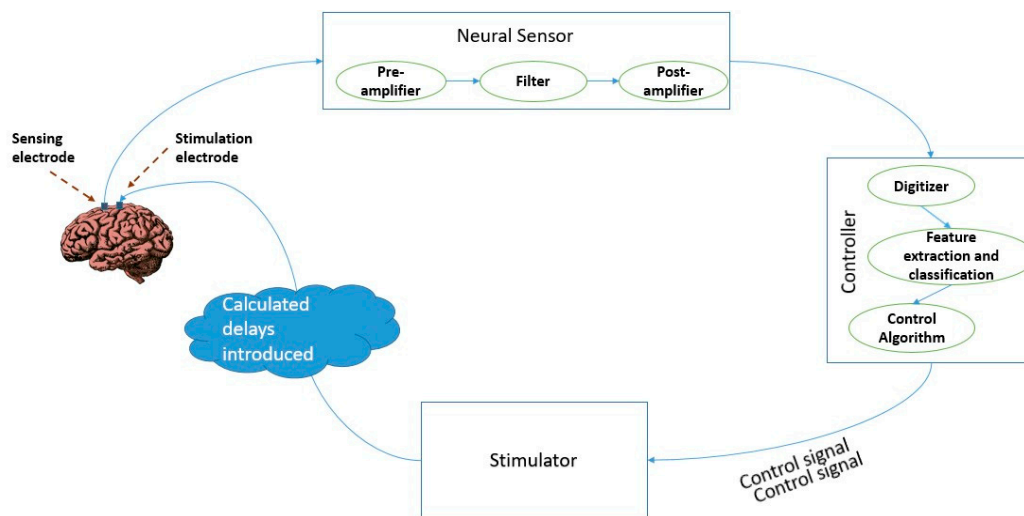 Neural Sensor
Pre-
amplifier
Filter
Post-
amplifier
Sensing
electrode
Stimulation
electrode
Controller
Digitizer
Feature
extraction and
classification
Control
Algorithm
Calculated
delays
introduced
Stimulator
Control signal
Control signal